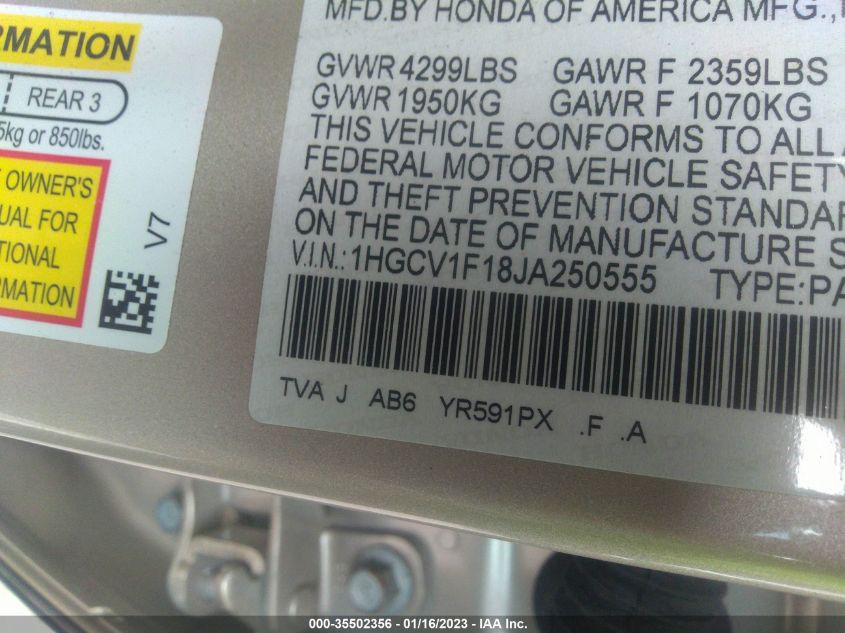 RMATION
REAR 3
5kg or 850lbs.
OWNER'S
UAL FOR
TIONAL
RMATION
V7
MFD.BY HONDA OF AMERICA MFG.,
GVWR 4299LBS GAWR F 2359LBS
GVWR 1950KG GAWR F 1070KG
THIS VEHICLE CONFORMS TO ALL A
FEDERAL MOTOR VEHICLE SAFETY
AND THEFT PREVENTION STANDAR
ON THE DATE OF MANUFACTURE S
V.I.N.:1HGCV1F18JA250555 TYPE:PA
TVA J AB6 YR591PX .F .A
000-35502356 - 01/16/2023 - IAA Inc.